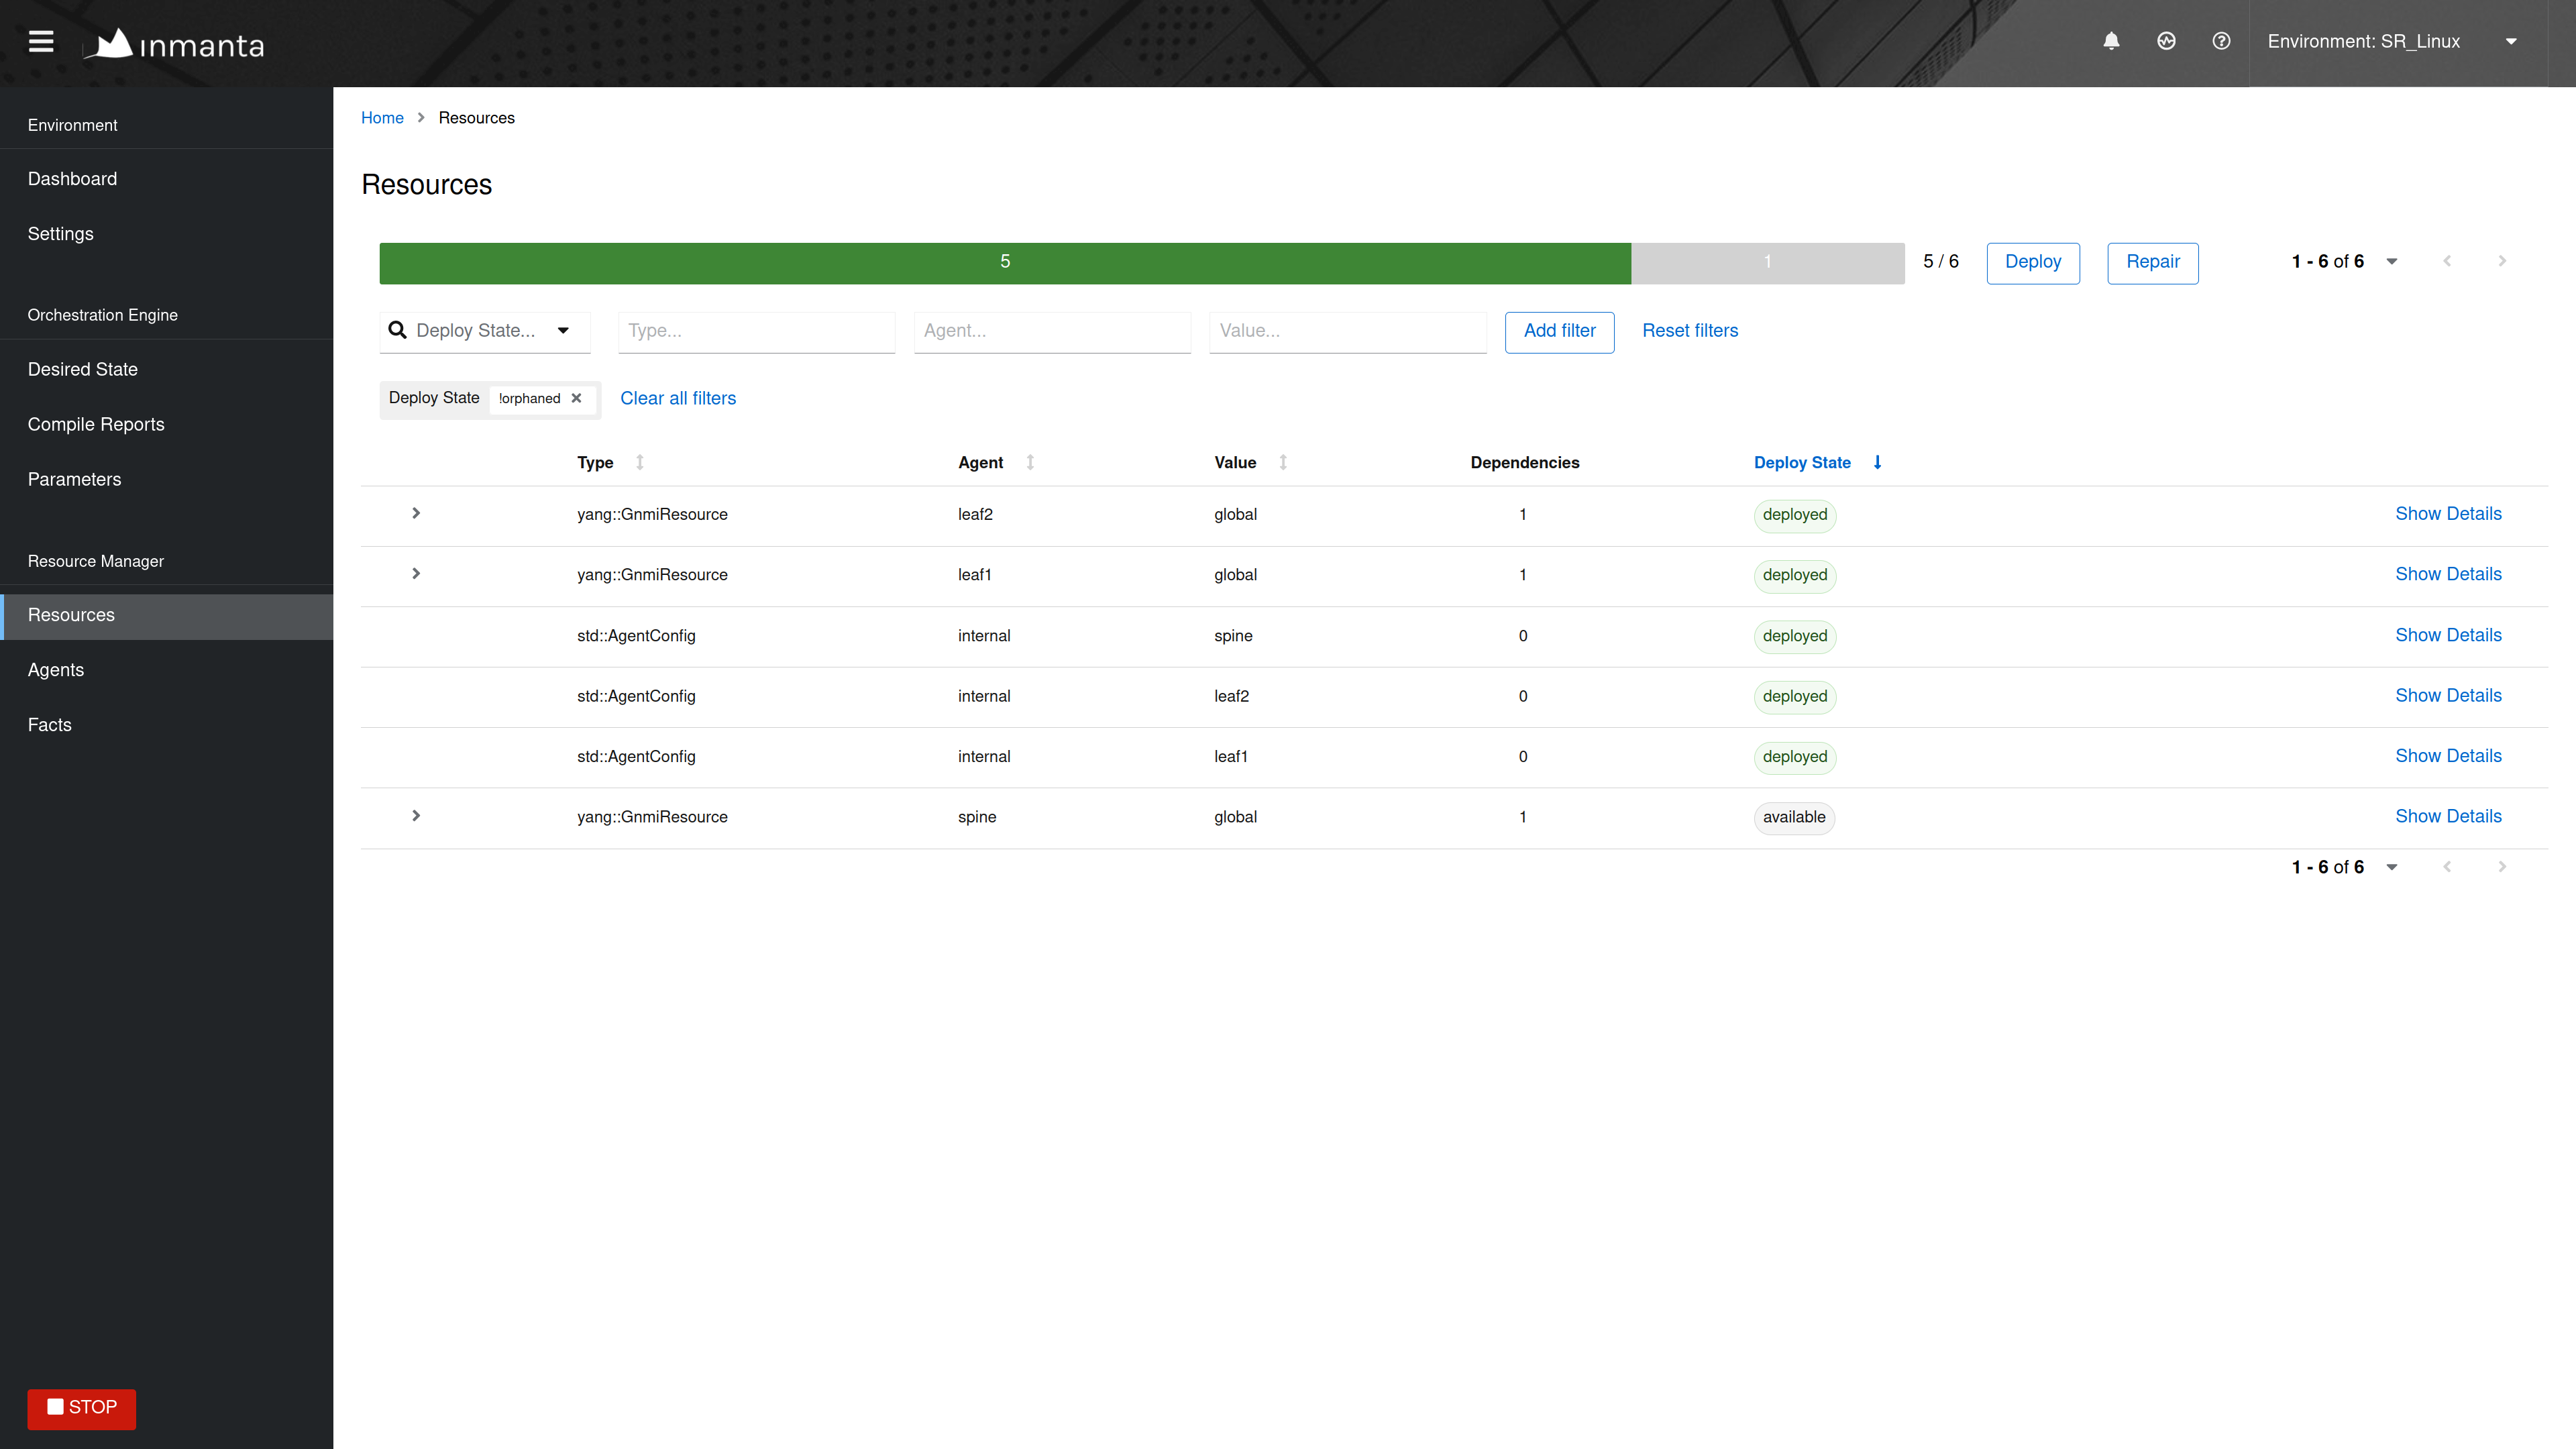 inmanta
Environment: SR_Linux
Environment
Dashboard
Settings
Orchestration Engine
Desired State
Compile Reports
Parameters
Resource Manager
Resources
Agents
Facts
STOP
Home Resources
Resources
5 1 5 / 6 Deploy Repair 1 - 6 of 6
Deploy State... Type... Agent... Value... Add filter Reset filters
Deploy State !orphaned Clear all filters
Type Agent Value Dependencies Deploy State
yang::GnmiResource leaf2 global 1 deployed Show Details
yang::GnmiResource leaf1 global 1 deployed Show Details
std::AgentConfig internal spine 0 deployed Show Details
std::AgentConfig internal leaf2 0 deployed Show Details
std::AgentConfig internal leaf1 0 deployed Show Details
yang::GnmiResource spine global 1 available Show Details
1 - 6 of 6